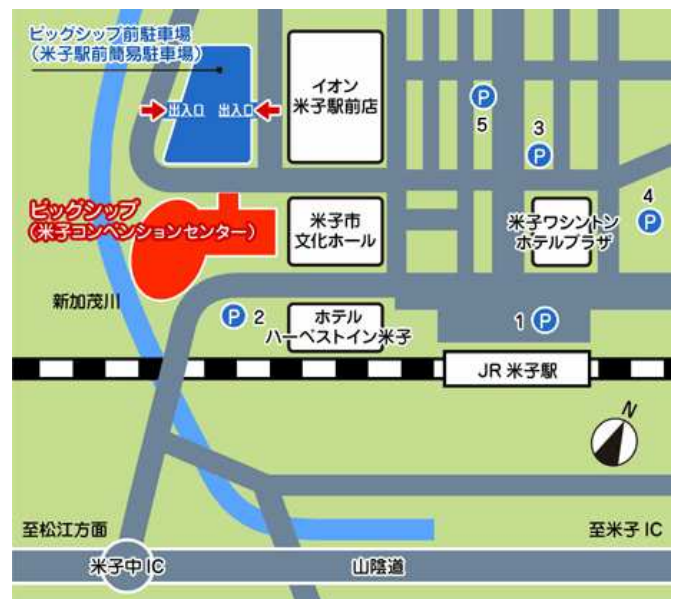 ビッグシップ前駐車場
(米子駅前簡易駐車場)
出入口 出入口
イオン
米子駅前店
P
5
3
P
4
P
ビッグシップ
(米子コンベンションセンター)
米子市
文化ホール
米子ワシントン
ホテルプラザ
新加茂川
P 2
ホテル
ハーベストイン米子
1 P
JR 米子駅
N
至松江方面
至米子 IC
米子中 IC
山陰道